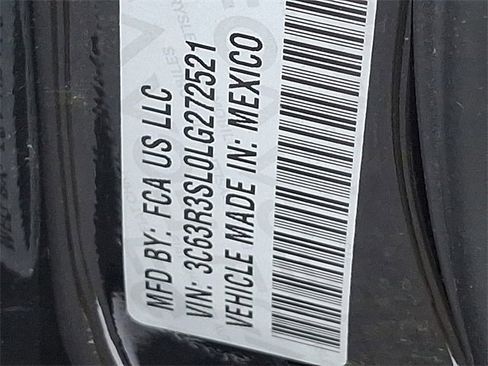 MFD BY: FCA US LLC
VIN: 3C63R3SL0LG272521
VEHICLE MADE IN: MEXICO